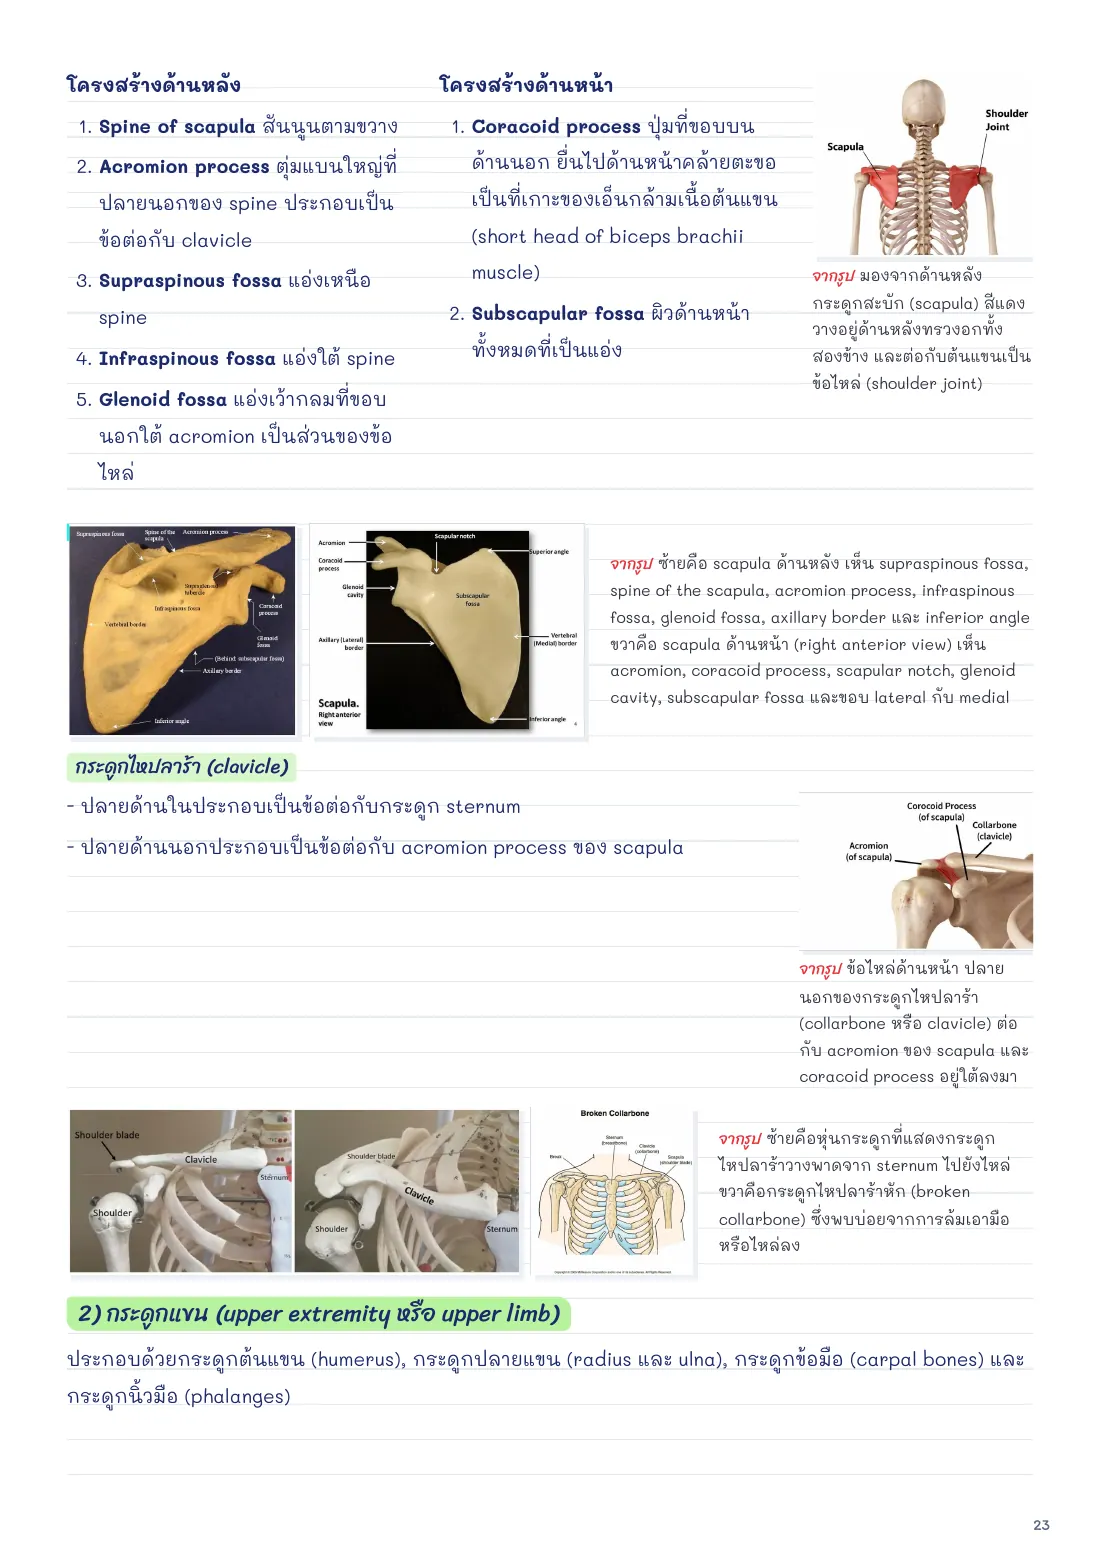 โครงสร้างด้านหลัง
1. Spine of scapula สันนูนตามขวาง
2. Acromion process ตุ่มแบนใหญ่ที่
ปลายนอกของ spine ประกอบเป็น
ข้อต่อกับ clavicle
3. Supraspinous fossa แอ่งเหนือ
spine
4. Infraspinous fossa แอ่งใต้ spine
5. Glenoid fossa แอ่งเว้ากลมที่ขอบ
นอกใต้ acromion เป็นส่วนของข้อ
ไหล่
โครงสร้างด้านหน้า
1. Coracoid process ปุ่มที่ขอบบน
ด้านนอก ยื่นไปด้านหน้าคล้ายตะขอ
เป็นที่เกาะของเอ็นกล้ามเนื้อต้นแขน
(short head of biceps brachii
muscle)
2. Subscapular fossa ผิวด้านหน้า
ทั้งหมดที่เป็นแอ่ง
Shoulder
Joint
Scapula
จากรูป มองจากด้านหลัง
กระดูกสะบัก (scapula) สีแดง
วางอยู่ด้านหลังทรวงอกทั้ง
สองข้าง และต่อกับต้นแขนเป็น
ข้อไหล่ (shoulder joint)
Supraspinous fossa
Spine of the
scapula
Acromion process
Supraglenoid
tubercle
Infraspinous fossa
Coracoid
process
Vertebral border
Glenoid
fossa
(Behind: subscapular fossa)
Axillary border
Inferior angle
Acromion
Scapular notch
Superior angle
Coracoid
process
Glenoid
cavity
Subscapular
fossa
Axillary (Lateral)
border
Vertebral
(Medial) border
Scapula.
Right anterior
view
Inferior angle
6
จากรูป ซ้ายคือ scapula ด้านหลัง เห็น supraspinous fossa,
spine of the scapula, acromion process, infraspinous
fossa, glenoid fossa, axillary border และ inferior angle
ขวาคือ scapula ด้านหน้า (right anterior view) เห็น
acromion, coracoid process, scapular notch, glenoid
cavity, subscapular fossa และขอบ lateral กับ medial
กระดูกไหปลาร้า (clavicle)
- ปลายด้านในประกอบเป็นข้อต่อกับกระดูก sternum
- ปลายด้านนอกประกอบเป็นข้อต่อกับ acromion process ของ scapula
Corocoid Process
(of scapula)
Collarbone
(clavicle)
Acromion
(of scapula)
จากรูป ข้อไหล่ด้านหน้า ปลาย
นอกของกระดูกไหปลาร้า
(collarbone หรือ clavicle) ต่อ
กับ acromion ของ scapula และ
coracoid process อยู่ใต้ลงมา
Shoulder blade
Clavicle
Sternum
Shoulder
Shoulder blade
Clavicle
Shoulder
Sternum
Broken Collarbone
Sternum
(breastbone)
Clavicle
(collarbone)
Break
Scapula
(shoulder blade)
จากรูป ซ้ายคือหุ่นกระดูกที่แสดงกระดูก
ไหปลาร้าวางพาดจาก sternum ไปยังไหล่
ขวาคือกระดูกไหปลาร้าหัก (broken
collarbone) ซึ่งพบบ่อยจากการล้มเอามือ
หรือไหล่ลง
2) กระดูกแขน (upper extremity หรือ upper limb)
ประกอบด้วยกระดูกต้นแขน (humerus), กระดูกปลายแขน (radius และ ulna), กระดูกข้อมือ (carpal bones) และ
กระดูกนิ้วมือ (phalanges)
23